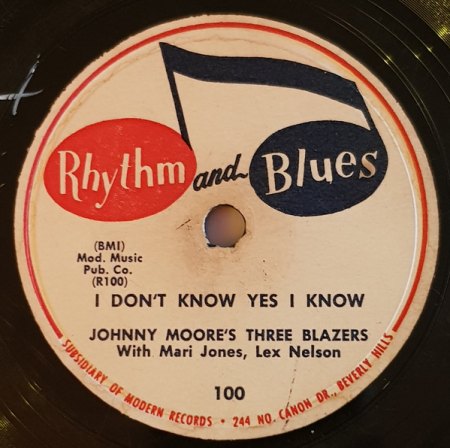 Rhythm and Blues
(BMI)
Mod. Music
Pub. Co.
(R100)
I DON'T KNOW YES I KNOW
JOHNNY MOORE'S THREE BLAZERS
With Mari Jones, Lex Nelson
100
SUBSIDIARY OF MODERN RECORDS • 244 NO. CANON DR., BEVERLY HILLS